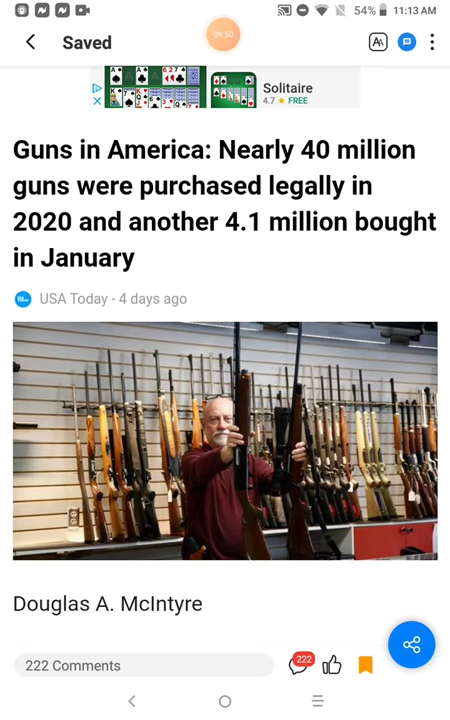 54% 11:13 AM
Saved
09:50
Solitaire
4.7 ★ FREE
Guns in America: Nearly 40 million
guns were purchased legally in
2020 and another 4.1 million bought
in January
USA Today - 4 days ago
Douglas A. McIntyre
222 Comments
222